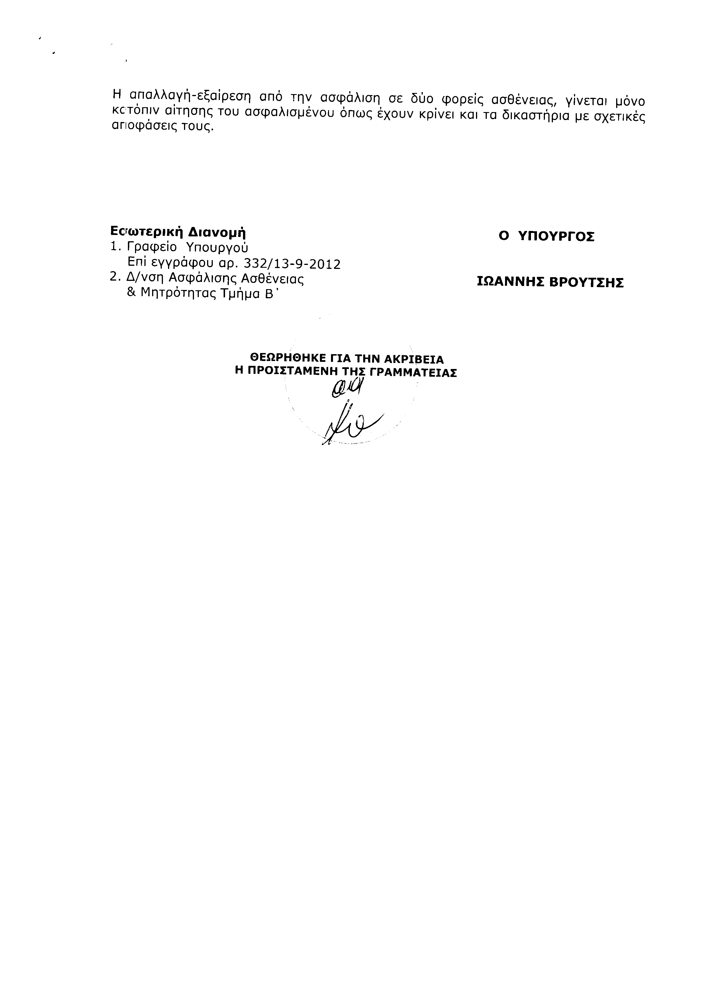 Η απαλλαγή-εξαίρεση από την ασφάλιση σε δύο φορείς ασθένειας, γίνεται μόνο
κατόπιν αίτησης του ασφαλισμένου όπως έχουν κρίνει και τα δικαστήρια με σχετικές
αποφάσεις τους.
Εσωτερική Διανομή
1. Γραφείο Υπουργού
Επί εγγράφου αρ. 332/13-9-2012
2. Δ/νση Ασφάλισης Ασθένειας
& Μητρότητας Τμήμα Β΄
Ο ΥΠΟΥΡΓΟΣ
ΙΩΑΝΝΗΣ ΒΡΟΥΤΣΗΣ
ΘΕΩΡΗΘΗΚΕ ΓΙΑ ΤΗΝ ΑΚΡΙΒΕΙΑ
Η ΠΡΟΙΣΤΑΜΕΝΗ ΤΗΣ ΓΡΑΜΜΑΤΕΙΑΣ